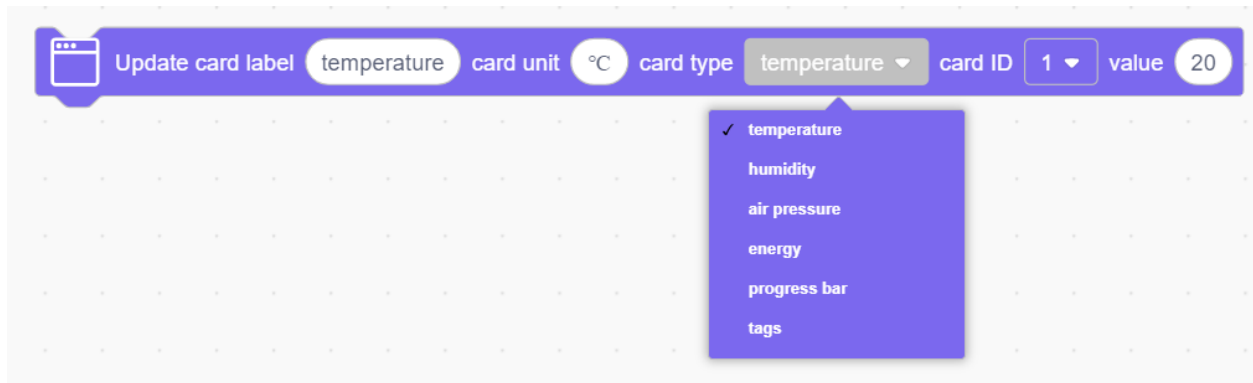 Update card label temperature card unit °C card type temperature card ID 1 value 20
✓ temperature
humidity
air pressure
energy
progress bar
tags